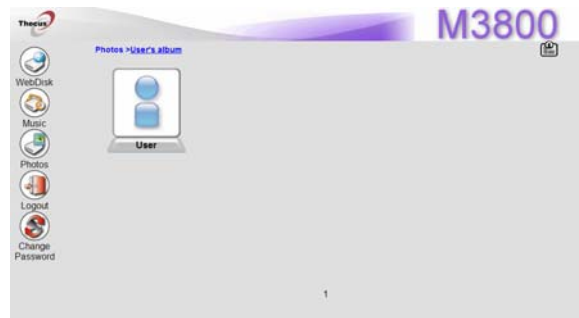 Thecus
M3800
Photos >User's album
WebDisk
Music
Photos
Logout
Change
Password
User
1